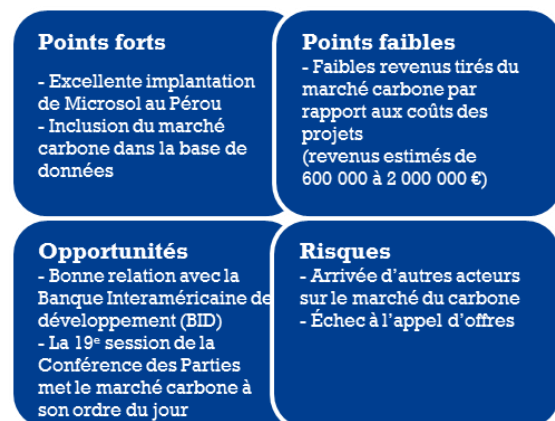 Points forts
- Excellente implantation
de Microsol au Pérou
- Inclusion du marché
carbone dans la base de
données
Points faibles
- Faibles revenus tirés du
marché carbone par
rapport aux coûts des
projets
(revenus estimés de
600 000 à 2 000 000 €)
Opportunités
- Bonne relation avec la
Banque Interaméricaine de
développement (BID)
- La 19e session de la
Conférence des Parties
met le marché carbone à
son ordre du jour
Risques
- Arrivée d’autres acteurs
sur le marché du carbone
- Échec à l’appel d’offres